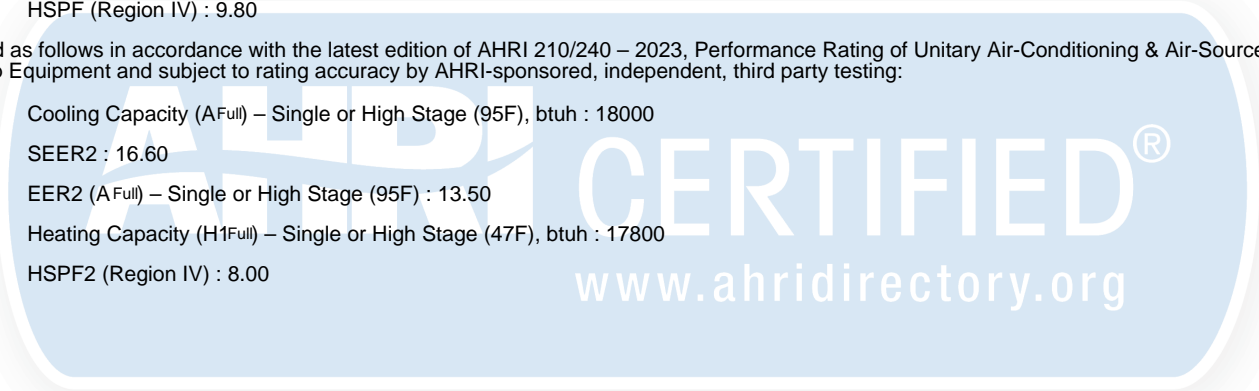 HSPF (Region IV) : 9.80
d as follows in accordance with the latest edition of AHRI 210/240 – 2023, Performance Rating of Unitary Air-Conditioning & Air-Source
Equipment and subject to rating accuracy by AHRI-sponsored, independent, third party testing:
Cooling Capacity (AFull) – Single or High Stage (95F), btuh : 18000
SEER2 : 16.60
EER2 (AFull) – Single or High Stage (95F) : 13.50
Heating Capacity (H1Full) – Single or High Stage (47F), btuh : 17800
HSPF2 (Region IV) : 8.00
AHRI CERTIFIED®
www.ahridirectory.org